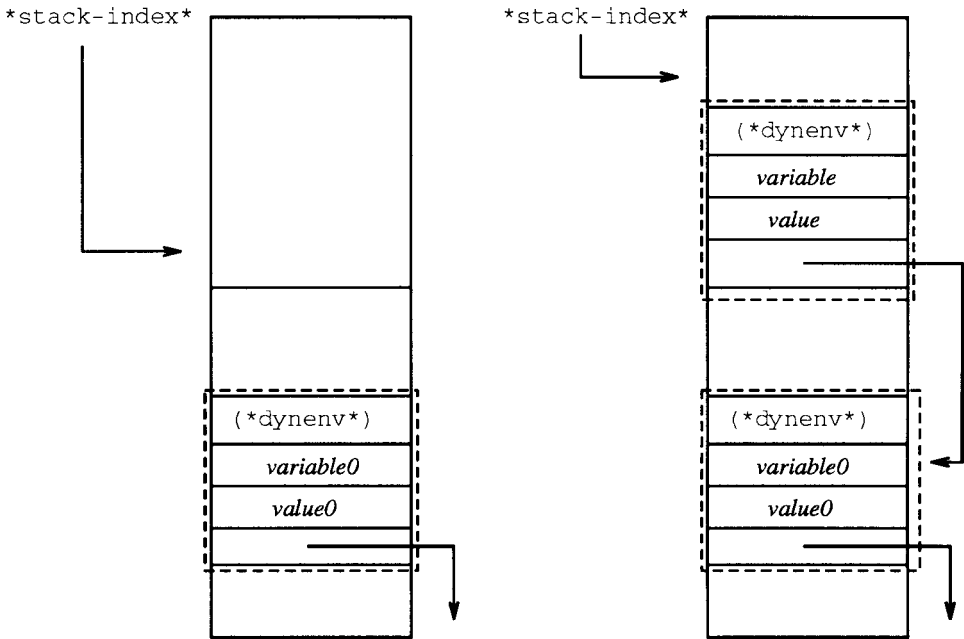 *stack-index*
(*dynenv*)
variable0
value0
*stack-index*
(*dynenv*)
variable
value
(*dynenv*)
variable0
value0